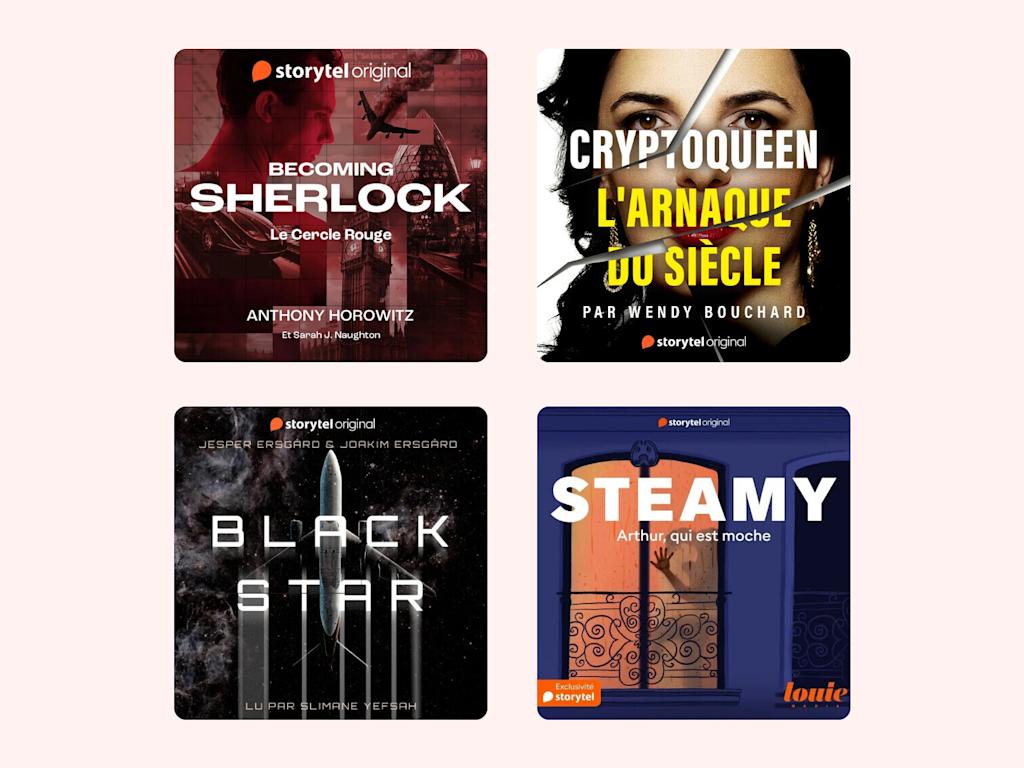 storytel original
BECOMING
SHERLOCK
Le Cercle Rouge
ANTHONY HOROWITZ
Et Sarah J. Naughton
CRYPTOQUEEN
L'ARNAQUE
DU SIÈCLE
PAR WENDY BOUCHARD
storytel original
storytel original
JESPER ERSGÅRD & JOAKIM ERSGÅRD
BLACK
STAR
LU PAR SLIMANE YEFSAH
storytel original
STEAMY
Arthur, qui est moche
Exclusivité
storytel
louie
MEDIA